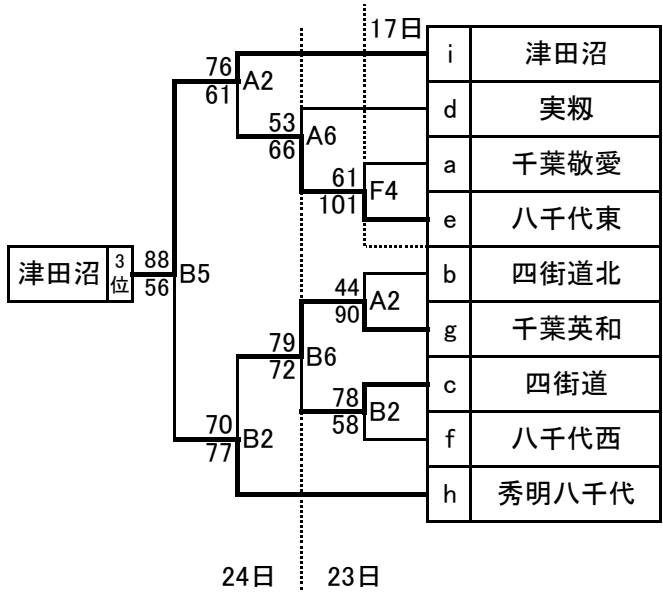 17日
i 津田沼
76
61
A2
d 実籾
53
66
A6
a 千葉敬愛
61
101
F4
e 八千代東
津田沼
3位
88
56
B5
b 四街道北
44
90
A2
g 千葉英和
79
72
B6
c 四街道
78
58
B2
f 八千代西
70
77
B2
h 秀明八千代
24日
23日